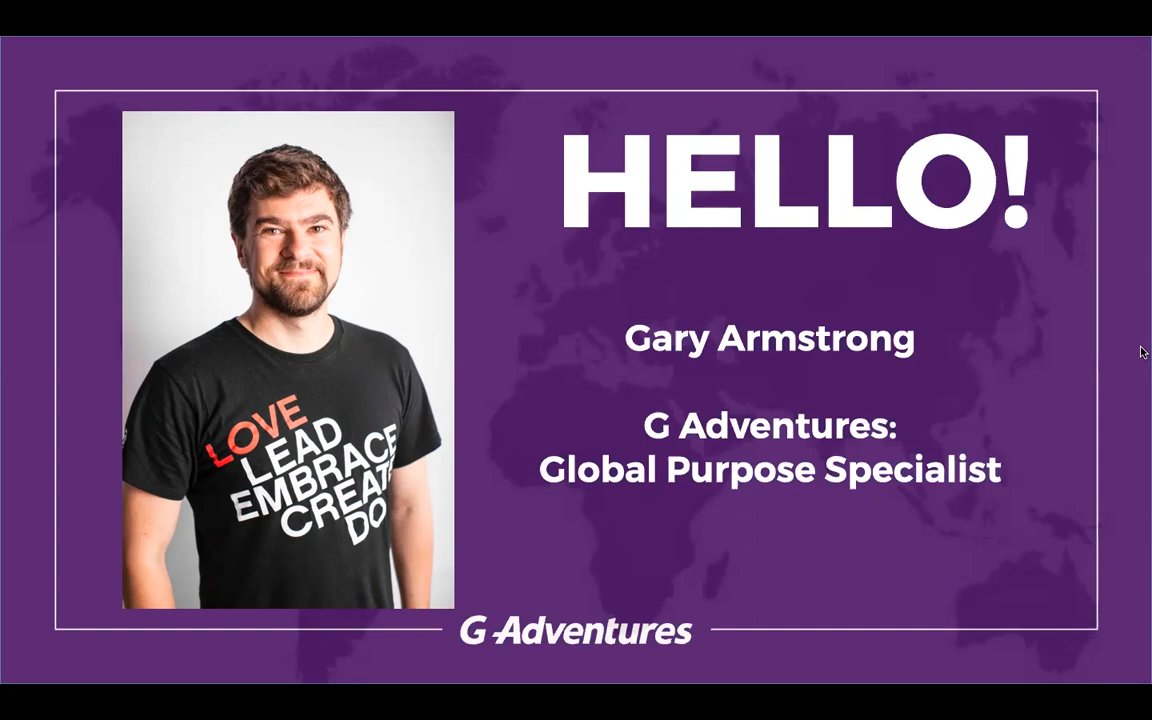 HELLO!
Gary Armstrong
G Adventures:
Global Purpose Specialist
LOVE
LEAD
EMBRACE
CREATE
DO
G Adventures